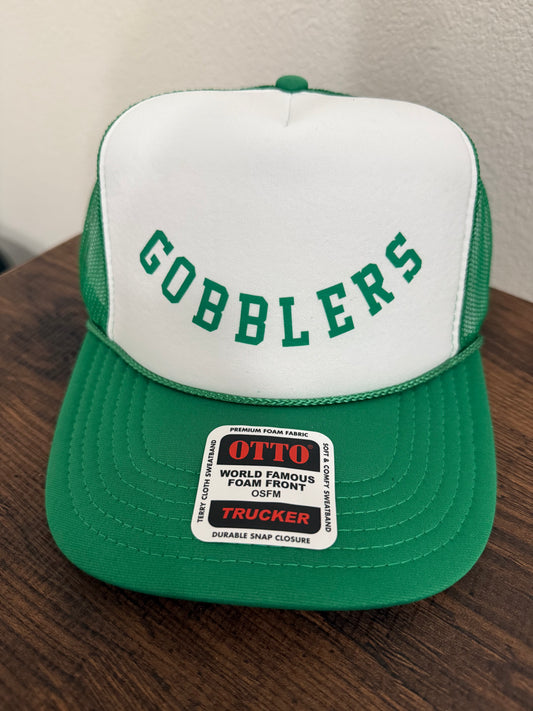 GOBBLERS
PREMIUM FOAM FABRIC
OTTO
WORLD FAMOUS
FOAM FRONT
OSFM
TRUCKER
DURABLE SNAP CLOSURE
TERRY CLOTH SWEATBAND
SOFT & COMFY SWEATBAND